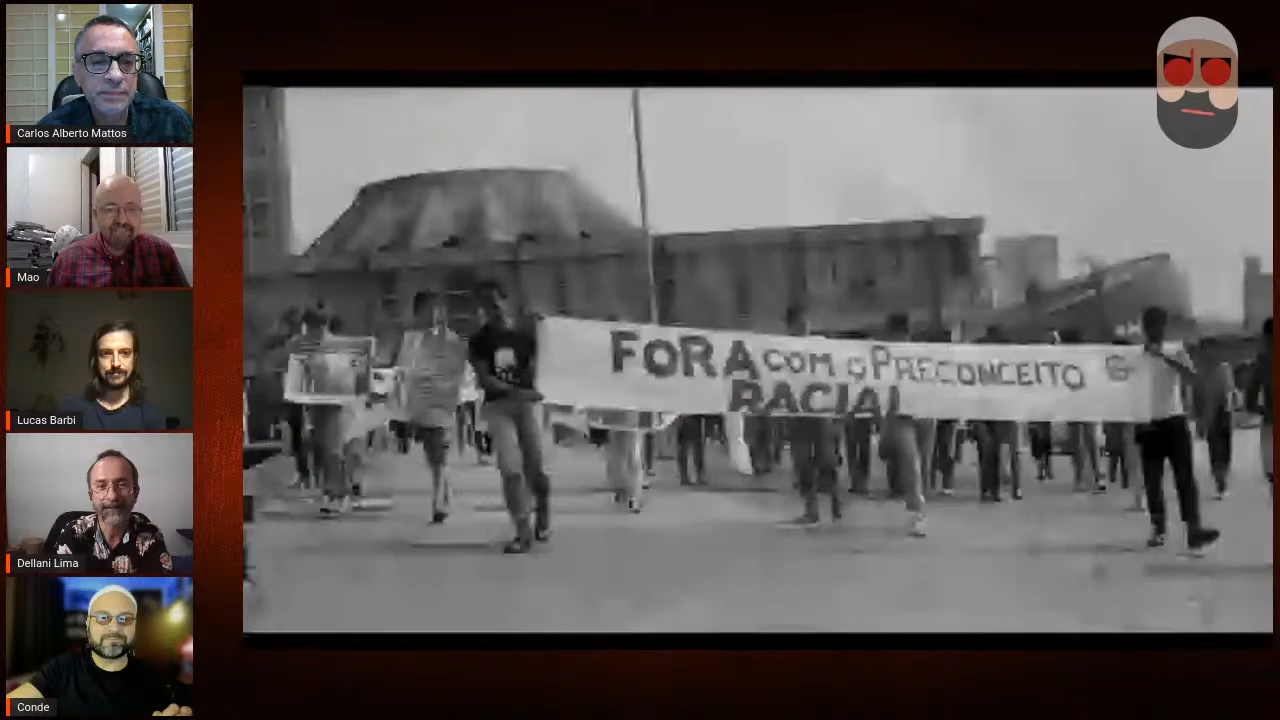 Carlos Alberto Mattos
Mao
Lucas Barbi
Dellani Lima
Conde
FORA COM O PRECONCEITO
RACIAL